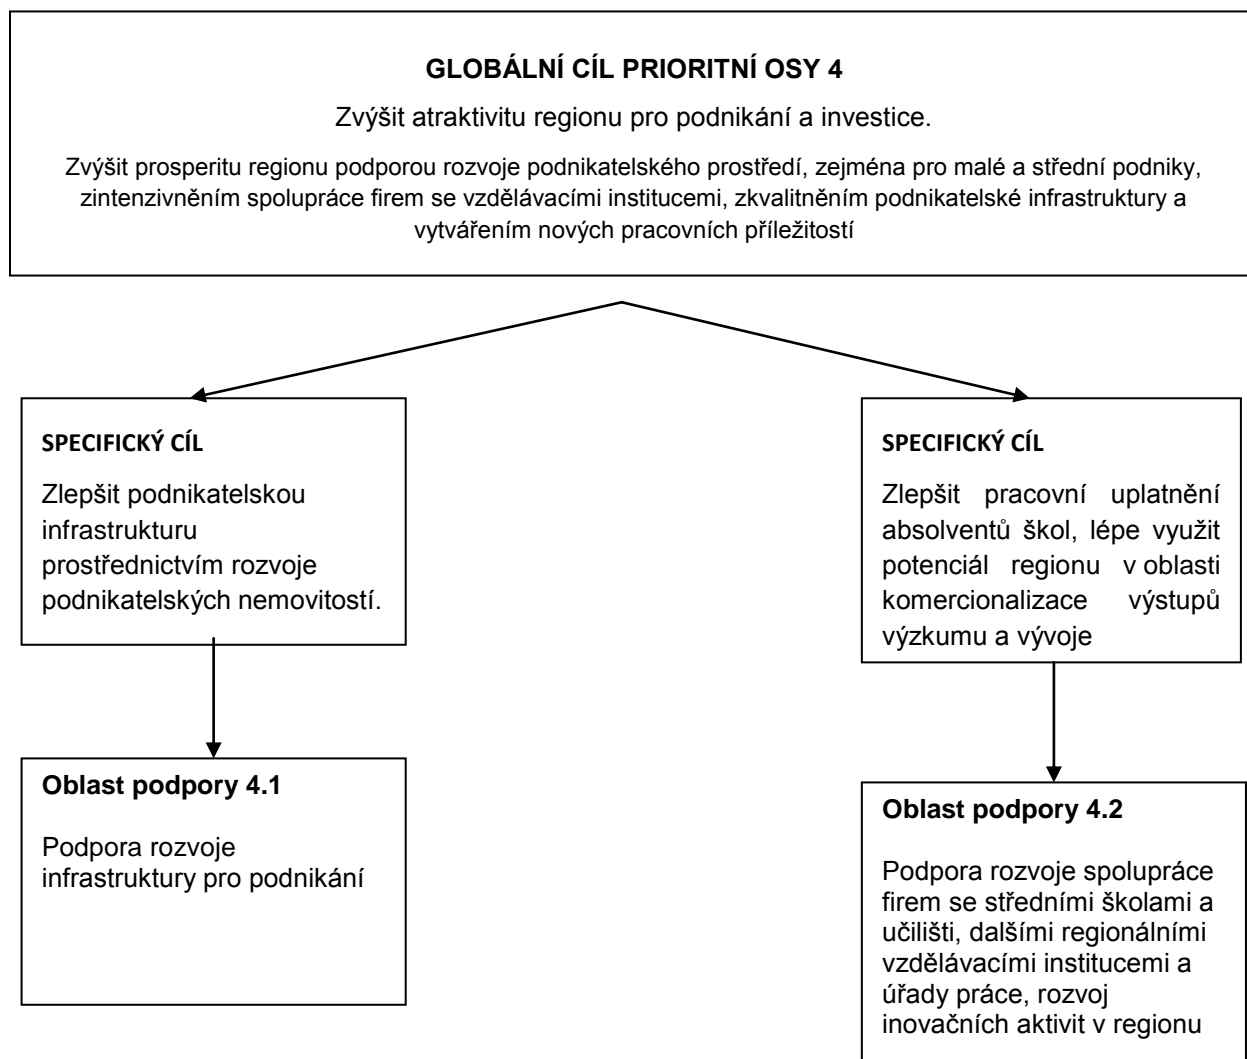 GLOBÁLNÍ CÍL PRIORITNÍ OSY 4
Zvýšit atraktivitu regionu pro podnikání a investice.
Zvýšit prosperitu regionu podporou rozvoje podnikatelského prostředí, zejména pro malé a střední podniky,
zintenzivněním spolupráce firem se vzdělávacími institucemi, zkvalitněním podnikatelské infrastruktury a
vytvářením nových pracovních příležitostí
SPECIFICKÝ CÍL
Zlepšit podnikatelskou
infrastrukturu
prostřednictvím rozvoje
podnikatelských nemovitostí.
SPECIFICKÝ CÍL
Zlepšit pracovní uplatnění
absolventů škol, lépe využit
potenciál regionu v oblasti
komercionalizace výstupů
výzkumu a vývoje
Oblast podpory 4.1
Podpora rozvoje
infrastruktury pro podnikání
Oblast podpory 4.2
Podpora rozvoje spolupráce
firem se středními školami a
učilišti, dalšími regionálními
vzdělávacími institucemi a
úřady práce, rozvoj
inovačních aktivit v regionu